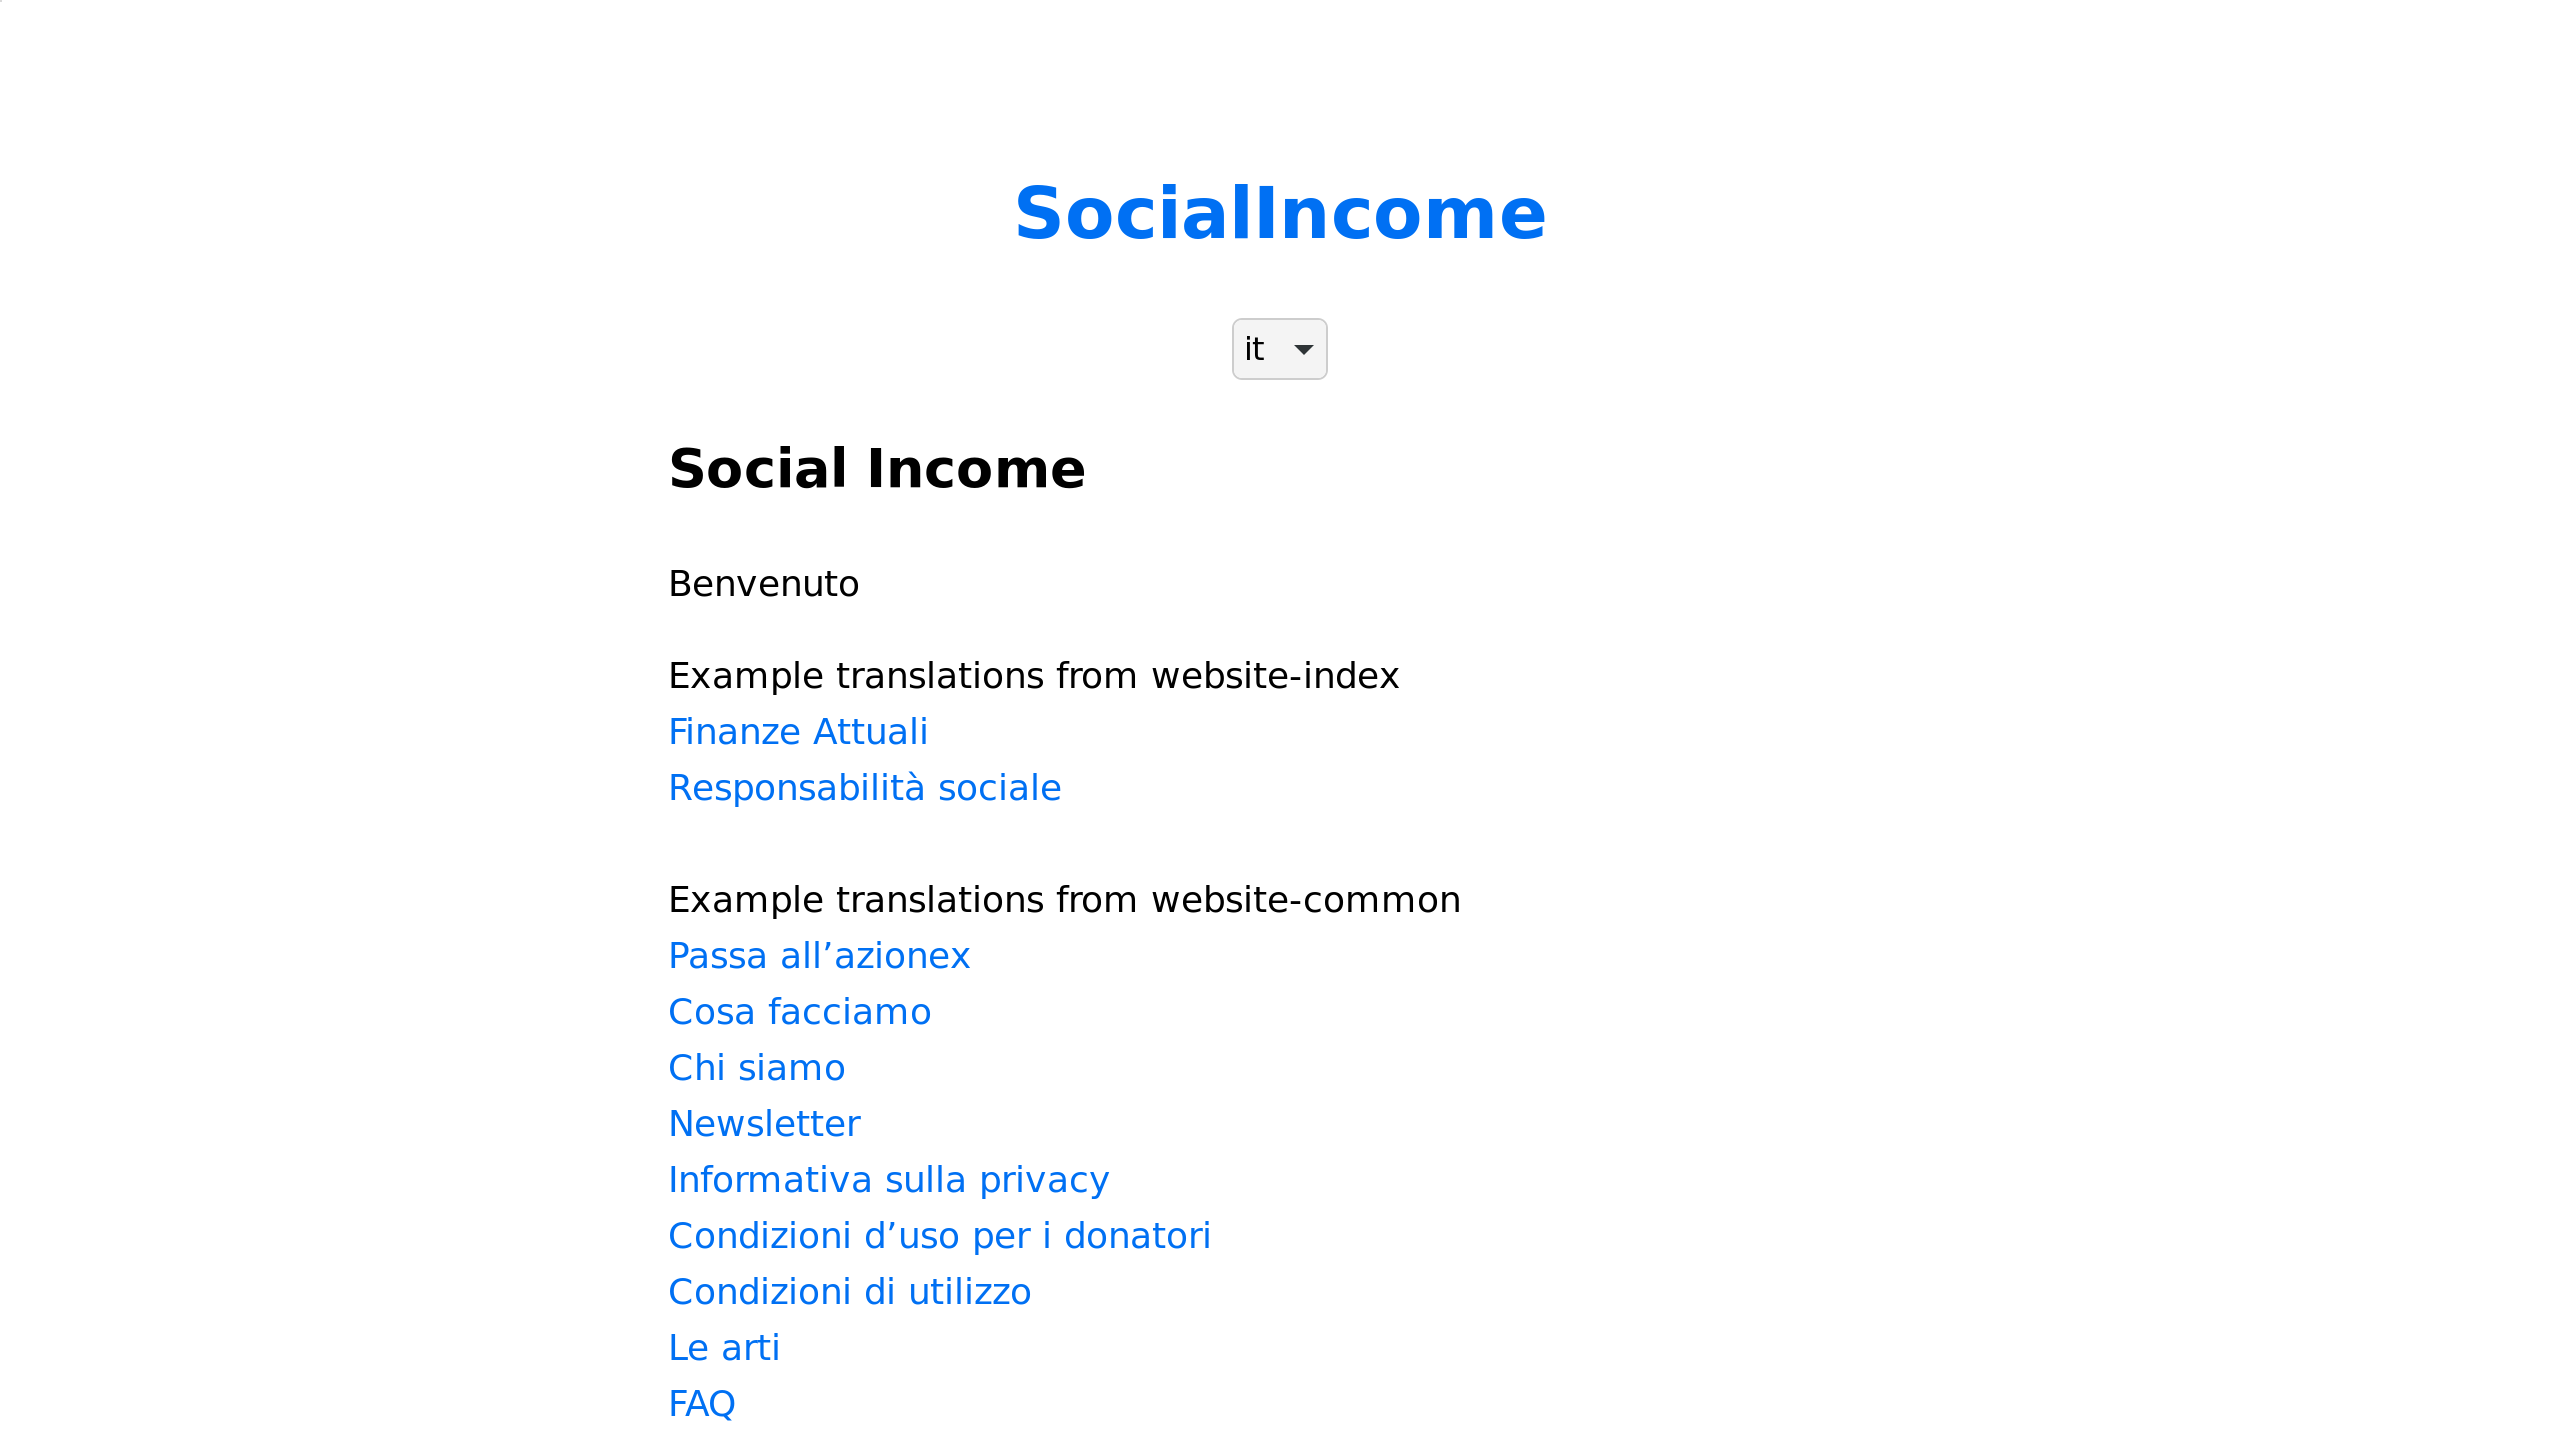 SocialIncome
it
Social Income
Benvenuto
Example translations from website-index
Finanze Attuali
Responsabilità sociale
Example translations from website-common
Passa all’azionex
Cosa facciamo
Chi siamo
Newsletter
Informativa sulla privacy
Condizioni d’uso per i donatori
Condizioni di utilizzo
Le arti
FAQ